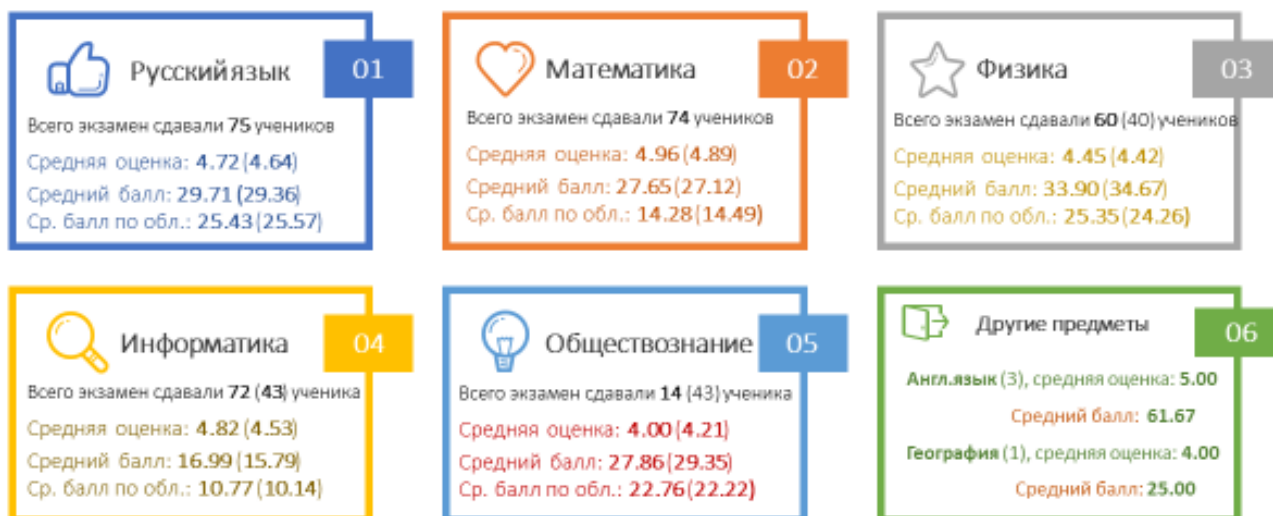 Русский язык
01
Всего экзамен сдавали 75 учеников
Средняя оценка: 4.72 (4.64)
Средний балл: 29.71 (29.36)
Ср. балл по обл.: 25.43 (25.57)
Математика
02
Всего экзамен сдавали 74 учеников
Средняя оценка: 4.96 (4.89)
Средний балл: 27.65 (27.12)
Ср. балл по обл.: 14.28 (14.49)
Физика
03
Всего экзамен сдавали 60 (40) учеников
Средняя оценка: 4.45 (4.42)
Средний балл: 33.90 (34.67)
Ср. балл по обл.: 25.35 (24.26)
Информатика
04
Всего экзамен сдавали 72 (43) ученика
Средняя оценка: 4.82 (4.53)
Средний балл: 16.99 (15.79)
Ср. балл по обл.: 10.77 (10.14)
Обществознание
05
Всего экзамен сдавали 14 (43) ученика
Средняя оценка: 4.00 (4.21)
Средний балл: 27.86 (29.35)
Ср. балл по обл.: 22.76 (22.22)
Другие предметы
06
Англ.язык (3), средняя оценка: 5.00
Средний балл: 61.67
География (1), средняя оценка: 4.00
Средний балл: 25.00